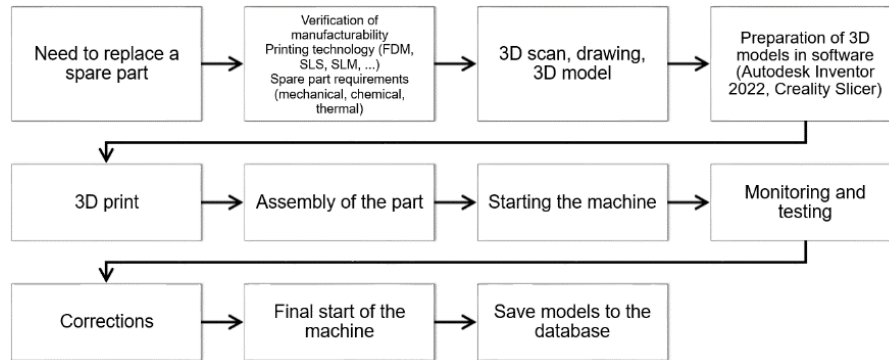 Need to replace a
spare part
Verification of
manufacturability
Printing technology (FDM,
SLS, SLM, ...)
Spare part requirements
(mechanical, chemical,
thermal)
3D scan, drawing,
3D model
Preparation of 3D
models in software
(Autodesk Inventor
2022, Creality Slicer)
3D print
Assembly of the part
Starting the machine
Monitoring and
testing
Corrections
Final start of the
machine
Save models to the
database